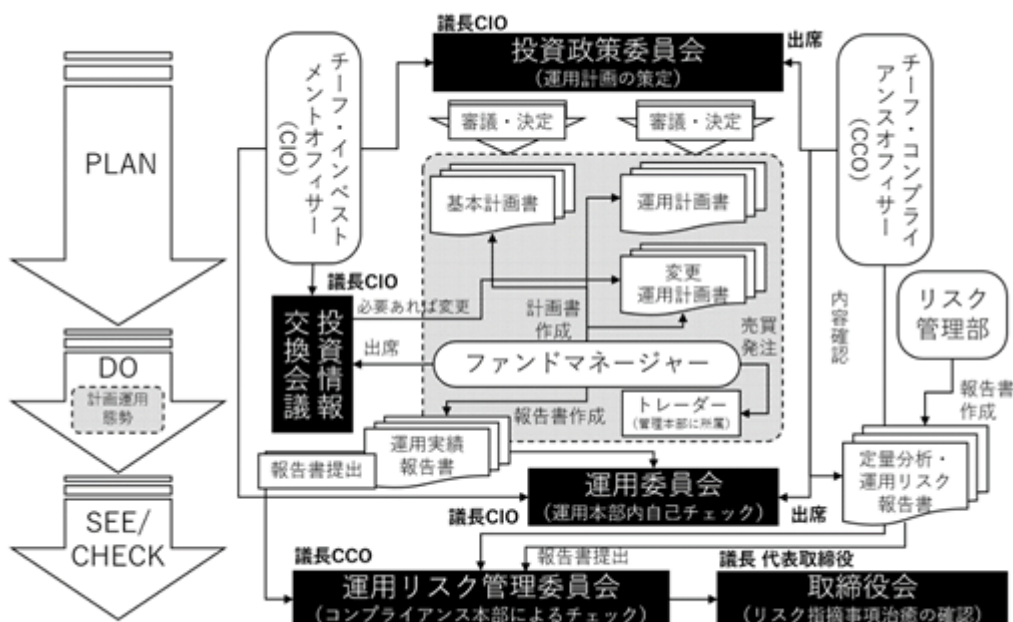 議長CIO
投資政策委員会
(運用計画の策定)
出席
チーフ・インベスト
メントオフィサー
(CIO)
チーフ・コンプライ
アンスオフィサー
(CCO)
PLAN
審議・決定
審議・決定
基本計画書
運用計画書
変更
運用計画書
議長CIO
必要あれば変更
計画書
作成
売買
発注
内容確認
リスク
管理部
投資情報
交換会議
出席
ファンドマネージャー
DO
計画運用
態勢
報告書作成
トレーダー
(管理本部に所属)
報告書
作成
運用実績
報告書
報告書提出
定量分析・
運用リスク
報告書
運用委員会
(運用本部内自己チェック)
議長CIO
出席
SEE/
CHECK
議長CCO
報告書提出
議長 代表取締役
運用リスク管理委員会
(コンプライアンス本部によるチェック)
取締役会
(リスク指摘事項治癒の確認)